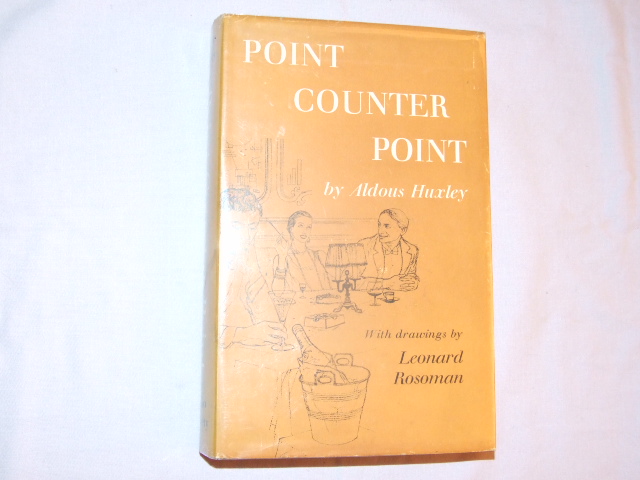 POINT
COUNTER
POINT
by Aldous Huxley
With drawings by
Leonard
Rosoman